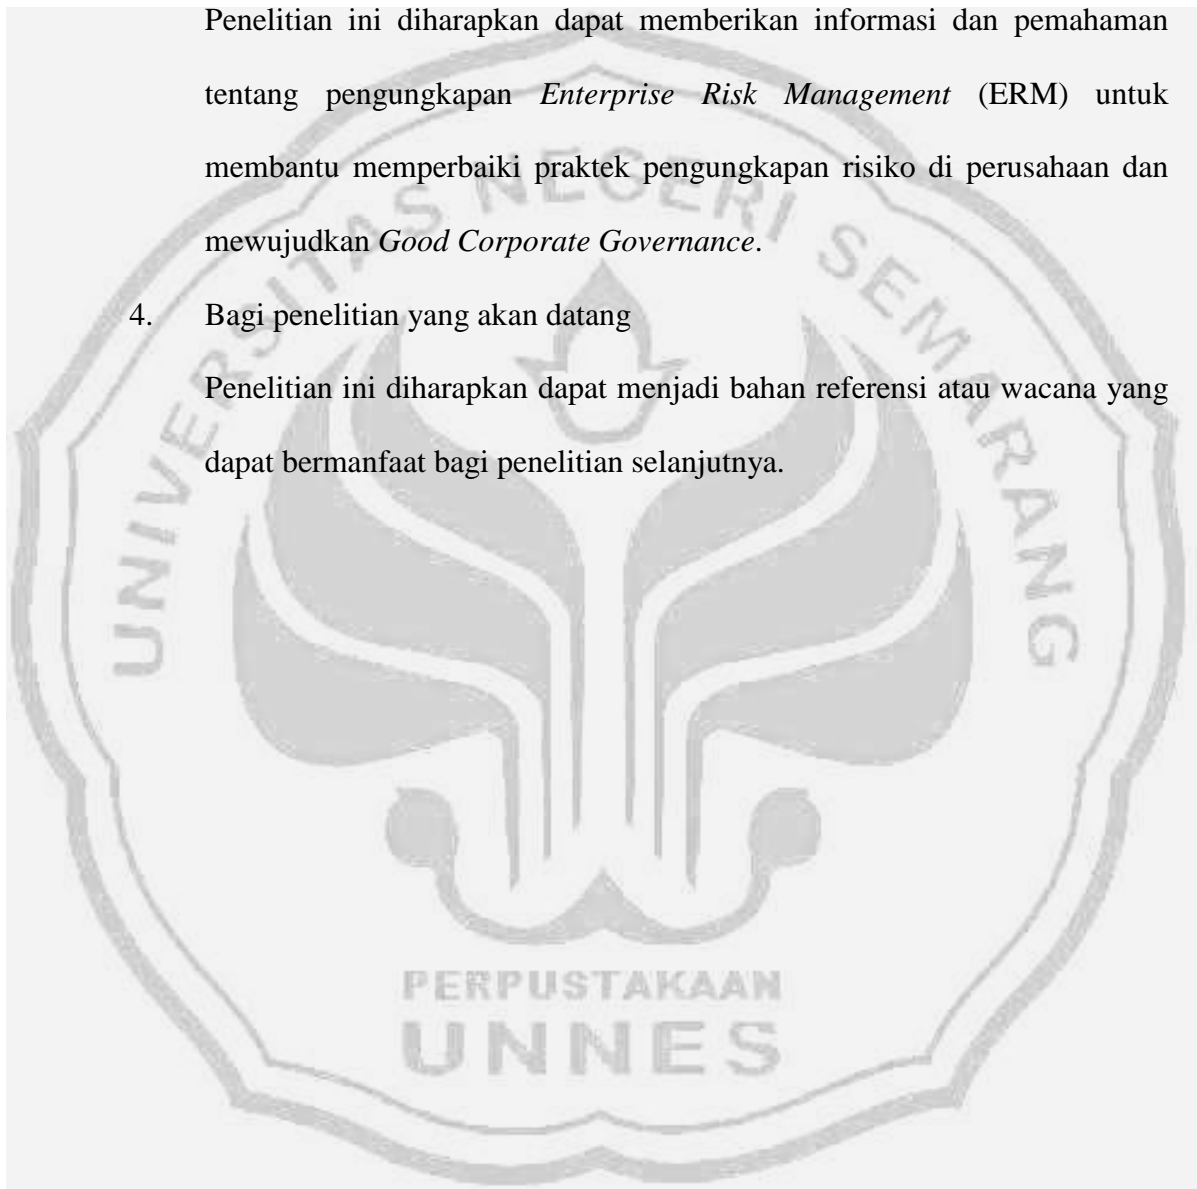 Penelitian ini diharapkan dapat memberikan informasi dan pemahaman
tentang pengungkapan Enterprise Risk Management (ERM) untuk
membantu memperbaiki praktek pengungkapan risiko di perusahaan dan
mewujudkan Good Corporate Governance.
4. Bagi penelitian yang akan datang
Penelitian ini diharapkan dapat menjadi bahan referensi atau wacana yang
dapat bermanfaat bagi penelitian selanjutnya.
UNIVERSITAS NEGERI SEMARANG
PERPUSTAKAAN
UNNES